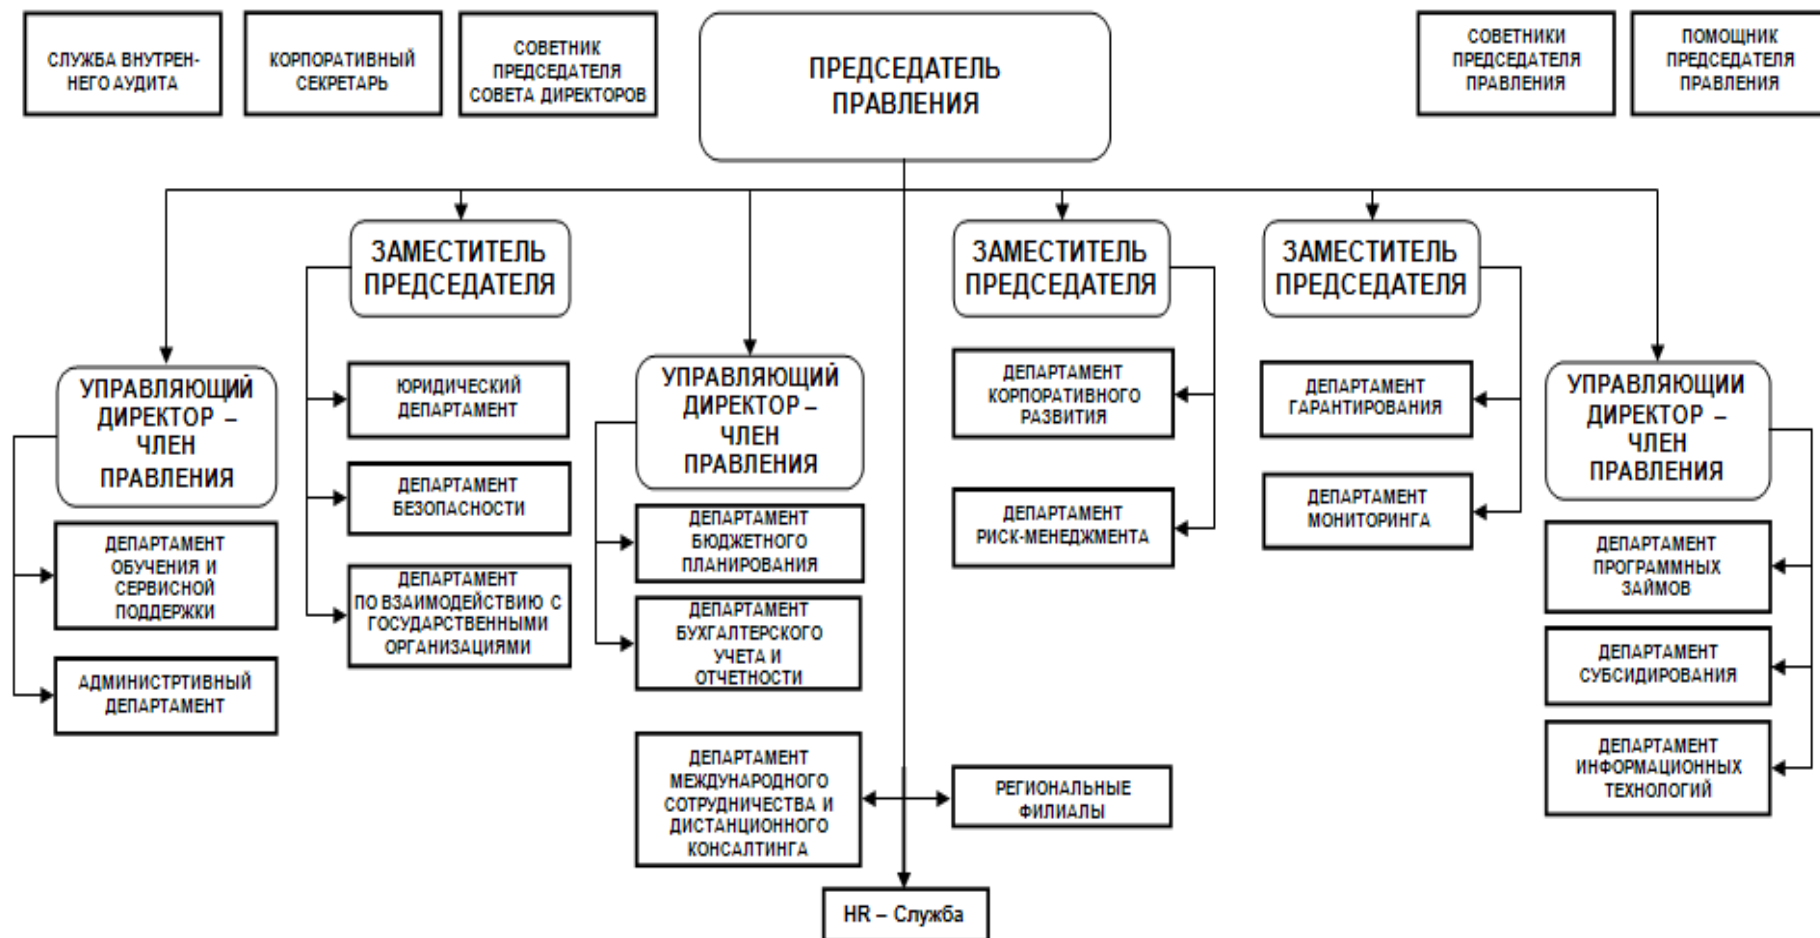 СЛУЖБА ВНУТРЕН-
НЕГО АУДИТА
КОРПОРАТИВНЫЙ
СЕКРЕТАРЬ
СОВЕТНИК
ПРЕДСЕДАТЕЛЯ
СОВЕТА ДИРЕКТОРОВ
ПРЕДСЕДАТЕЛЬ
ПРАВЛЕНИЯ
СОВЕТНИКИ
ПРЕДСЕДАТЕЛЯ
ПРАВЛЕНИЯ
ПОМОЩНИК
ПРЕДСЕДАТЕЛЯ
ПРАВЛЕНИЯ
ЗАМЕСТИТЕЛЬ
ПРЕДСЕДАТЕЛЯ
ЗАМЕСТИТЕЛЬ
ПРЕДСЕДАТЕЛЯ
ЗАМЕСТИТЕЛЬ
ПРЕДСЕДАТЕЛЯ
УПРАВЛЯЮЩИЙ
ДИРЕКТОР –
ЧЛЕН
ПРАВЛЕНИЯ
ДЕПАРТАМЕНТ
ОБУЧЕНИЯ И
СЕРВИСНОЙ
ПОДДЕРЖКИ
АДМИНИСТРТИВНЫЙ
ДЕПАРТАМЕНТ
ЮРИДИЧЕСКИЙ
ДЕПАРТАМЕНТ
ДЕПАРТАМЕНТ
БЕЗОПАСНОСТИ
ДЕПАРТАМЕНТ
ПО ВЗАИМОДЕЙСТВИЮ С
ГОСУДАРСТВЕННЫМИ
ОРГАНИЗАЦИЯМИ
УПРАВЛЯЮЩИЙ
ДИРЕКТОР –
ЧЛЕН
ПРАВЛЕНИЯ
ДЕПАРТАМЕНТ
БЮДЖЕТНОГО
ПЛАНИРОВАНИЯ
ДЕПАРТАМЕНТ
БУХГАЛТЕРСКОГО
УЧЕТА И
ОТЧЕТНОСТИ
ДЕПАРТАМЕНТ
МЕЖДУНАРОДНОГО
СОТРУДНИЧЕСТВА И
ДИСТАНЦИОННОГО
КОНСАЛТИНГА
ДЕПАРТАМЕНТ
КОРПОРАТИВНОГО
РАЗВИТИЯ
ДЕПАРТАМЕНТ
РИСК-МЕНЕДЖМЕНТА
РЕГИОНАЛЬНЫЕ
ФИЛИАЛЫ
HR – Служба
ДЕПАРТАМЕНТ
ГАРАНТИРОВАНИЯ
ДЕПАРТАМЕНТ
МОНИТОРИНГА
УПРАВЛЯЮЩИИ
ДИРЕКТОР –
ЧЛЕН
ПРАВЛЕНИЯ
ДЕПАРТАМЕНТ
ПРОГРАММНЫХ
ЗАЙМОВ
ДЕПАРТАМЕНТ
СУБСИДИРОВАНИЯ
ДЕПАРТАМЕНТ
ИНФОРМАЦИОННЫХ
ТЕХНОЛОГИЙ